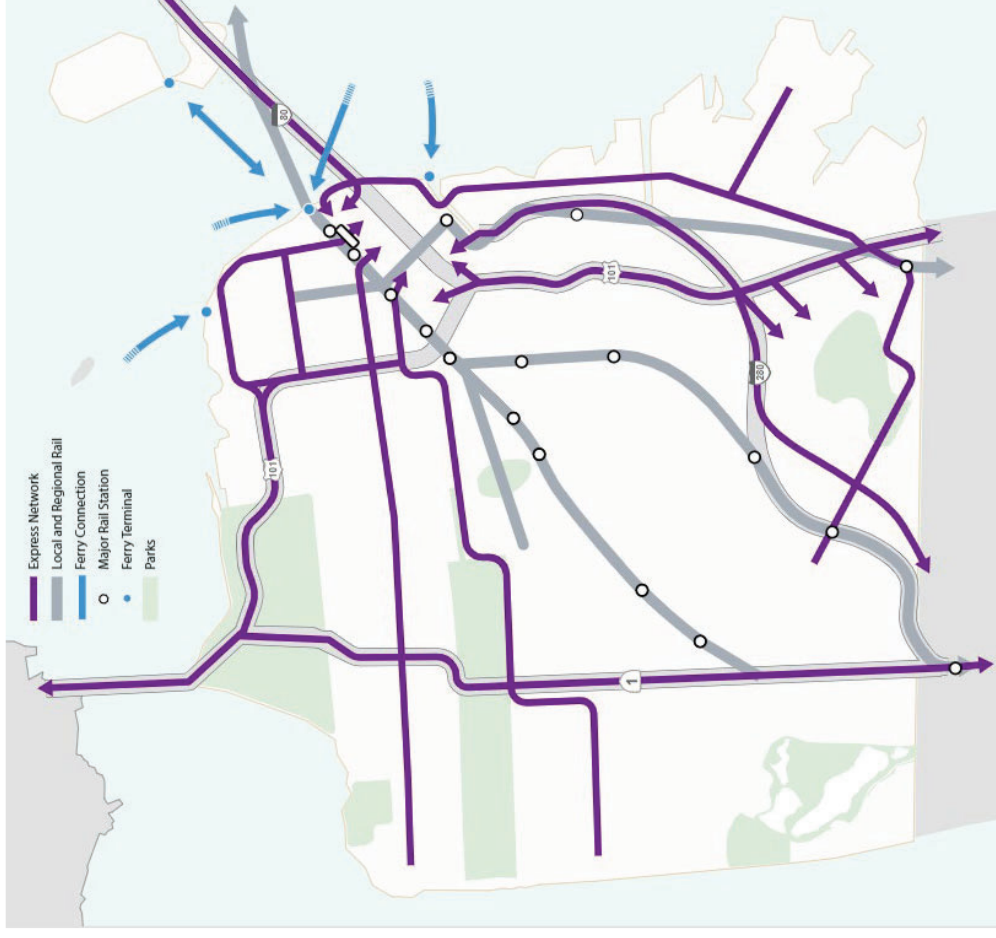 Express Network
Local and Regional Rail
Ferry Connection
Major Rail Station
Ferry Terminal
Parks
80
101
101
280
1